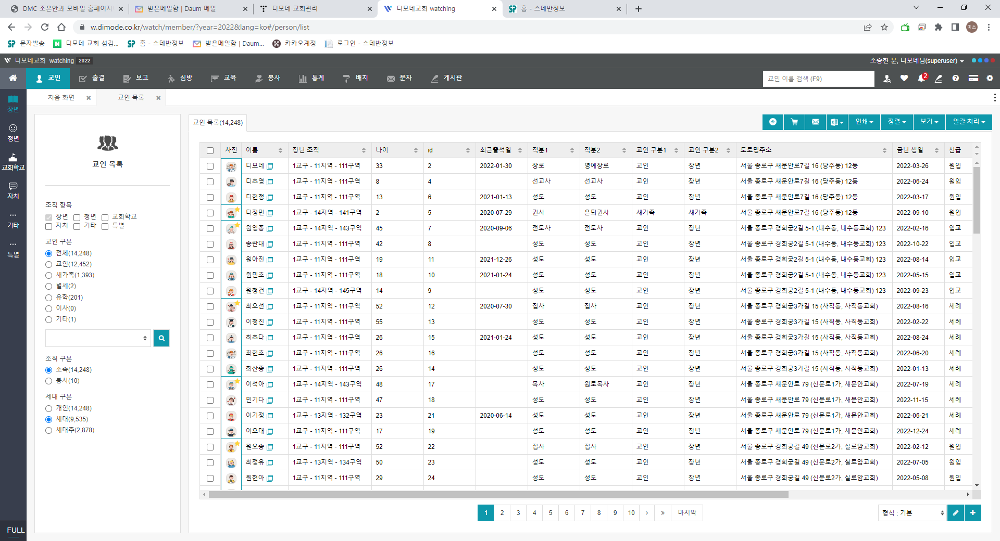 DMC 조은안과 모바일 홈페이지
받은메일함 | Daum 메일
디모데 교회관리
디모데교회 watching
홈 - 스데반정보
w.dimode.co.kr/watch/member/?year=2022&lang=ko#/person/list
미소
문자발송
디모데 교회 섬김...
홈 - 스데반정보
받은메일함 | Daum...
카카오계정
로그인 - 스데반정보
디모데교회 watching 2022
소중한 분, 디모데님(superuser)
교인 출결 보고 심방 교육 봉사 통계 배치 문자 게시판
교인 이름 검색 (F9)
2
처음 화면
교인 목록
장년
청년
교회학교
자치
기타
특별
FULL
교인 목록
조직 항목
장년 청년 교회학교
자치 기타 특별
교인 구분
전체(14,248)
교인(12,452)
새가족(1,393)
별세(2)
유학(201)
이사(0)
기타(1)
조직 구분
소속(14,248)
봉사(10)
세대 구분
개인(14,248)
세대(9,535)
세대주(2,878)
교인 목록(14,248)
인쇄 정렬 보기 일괄 처리
사진 이름 장년 조직 나이 id 최근출석일 직분1 직분2 교인 구분1 교인 구분2 도로명주소 금년 생일 신급
디모데 1교구 - 11지역 - 111구역 33 2 2022-01-30 장로 명예장로 교인 장년 서울 종로구 새문안로7길 16 (당주동) 12동 2022-03-26 원입
디초영 1교구 - 11지역 - 111구역 8 4 선교사 선교사 교인 장년 서울 종로구 새문안로7길 16 (당주동) 12동 2022-06-24 원입
디현정 1교구 - 11지역 - 111구역 13 6 2021-01-13 성도 성도 교인 장년 서울 종로구 새문안로7길 16 (당주동) 12동 2022-03-17 원입
디정민 1교구 - 14지역 - 141구역 2 5 2020-07-29 권사 은퇴권사 새가족 새가족 서울 종로구 새문안로7길 16 (당주동) 12동 2022-09-10 원입
원영종 1교구 - 14지역 - 143구역 45 7 2020-09-06 전도사 전도사 교인 장년 서울 종로구 경희궁2길 5-1 (내수동, 내수동교회) 123 2022-02-16 입교
송란대 1교구 - 11지역 - 111구역 42 8 성도 성도 교인 장년 서울 종로구 경희궁2길 5-1 (내수동, 내수동교회) 123 2022-10-22 입교
원아진 1교구 - 11지역 - 111구역 19 11 2021-12-26 성도 성도 교인 장년 서울 종로구 경희궁2길 5-1 (내수동, 내수동교회) 123 2022-08-14 입교
원민초 1교구 - 11지역 - 111구역 18 10 2021-01-24 성도 성도 교인 장년 서울 종로구 경희궁2길 5-1 (내수동, 내수동교회) 123 2022-05-15 입교
원청건 1교구 - 14지역 - 145구역 14 9 성도 성도 교인 장년 서울 종로구 경희궁2길 5-1 (내수동, 내수동교회) 123 2022-09-23 입교
최오선 1교구 - 11지역 - 111구역 52 12 2020-07-30 집사 집사 교인 장년 서울 종로구 경희궁3가길 15 (사직동, 사직동교회) 2022-08-16 세례
이청진 1교구 - 11지역 - 111구역 55 13 성도 성도 교인 장년 서울 종로구 경희궁3가길 15 (사직동, 사직동교회) 2022-02-22 세례
최초다 1교구 - 11지역 - 111구역 26 15 2021-01-24 성도 성도 교인 장년 서울 종로구 경희궁3가길 15 (사직동, 사직동교회) 2022-08-24 세례
최현초 1교구 - 11지역 - 111구역 26 16 성도 성도 교인 장년 서울 종로구 경희궁3가길 15 (사직동, 사직동교회) 2022-06-20 세례
최산종 1교구 - 11지역 - 111구역 26 14 성도 성도 교인 장년 서울 종로구 경희궁3가길 15 (사직동, 사직동교회) 2022-01-13 세례
이석아 1교구 - 14지역 - 143구역 48 17 목사 원로목사 교인 장년 서울 종로구 새문안로 79 (신문로1가, 새문안교회) 2022-07-19 세례
민기다 1교구 - 11지역 - 111구역 47 18 성도 성도 교인 장년 서울 종로구 새문안로 79 (신문로1가, 새문안교회) 2022-11-15 세례
이기정 1교구 - 13지역 - 132구역 23 21 2020-06-14 성도 성도 교인 장년 서울 종로구 새문안로 79 (신문로1가, 새문안교회) 2022-06-21 세례
이오대 1교구 - 11지역 - 111구역 17 19 성도 성도 교인 장년 서울 종로구 새문안로 79 (신문로1가, 새문안교회) 2022-12-24 세례
원오송 1교구 - 11지역 - 111구역 52 22 집사 집사 교인 장년 서울 종로구 경희궁길 49 (신문로2가, 실로암교회) 2022-02-12 원입
최정유 1교구 - 13지역 - 134구역 50 23 성도 성도 교인 장년 서울 종로구 경희궁길 49 (신문로2가, 실로암교회) 2022-07-05 원입
원현아 1교구 - 11지역 - 111구역 29 24 성도 성도 교인 장년 서울 종로구 경희궁길 49 (신문로2가, 실로암교회) 2022-05-08 원입
1 2 3 4 5 6 7 8 9 10 › » 마지막
형식 : 기본